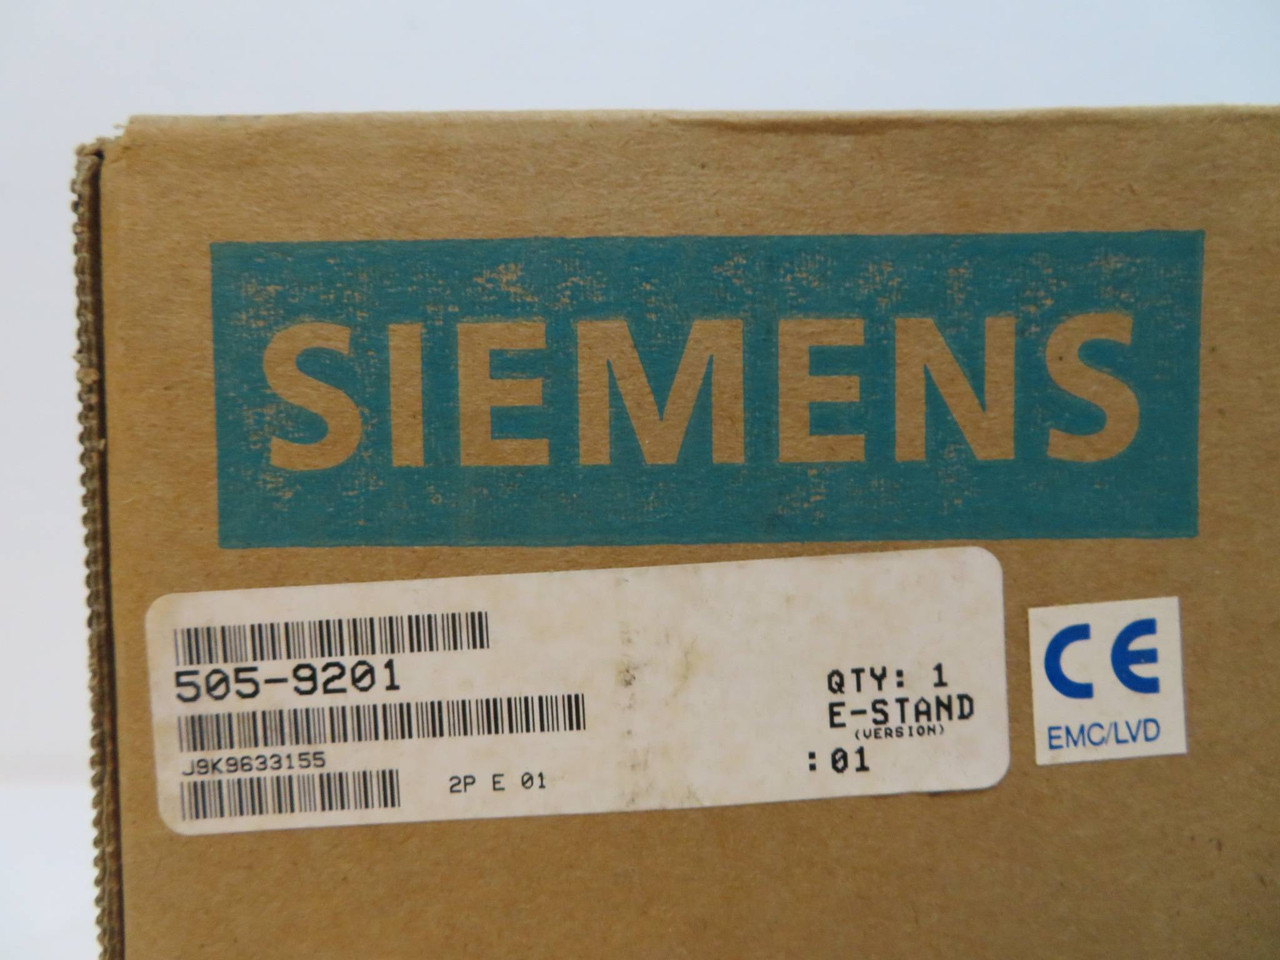 SIEMENS
505-9201
J9K9633155
2P E 01
QTY: 1
E-STAND
(VERSION)
:01
CE
EMC/LVD